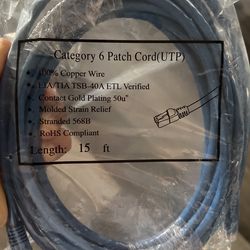 Category 6 Patch Cord(UTP)
100% Copper Wire
EIA/TIA TSB-40A ETL Verified
Contact Gold Plating 50u"
Molded Strain Relief
Stranded 568B
RoHS Compliant
Length: 15 ft